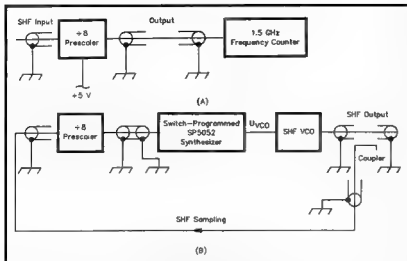 SHF Input
÷8
Prescaler
Output
1.5 GHz
Frequency Counter
+5 V
(A)
÷8
Prescaler
Switch-Programmed
SP5052
Synthesizer
UVCO
SHF VCO
SHF Output
Coupler
SHF Sampling
(B)